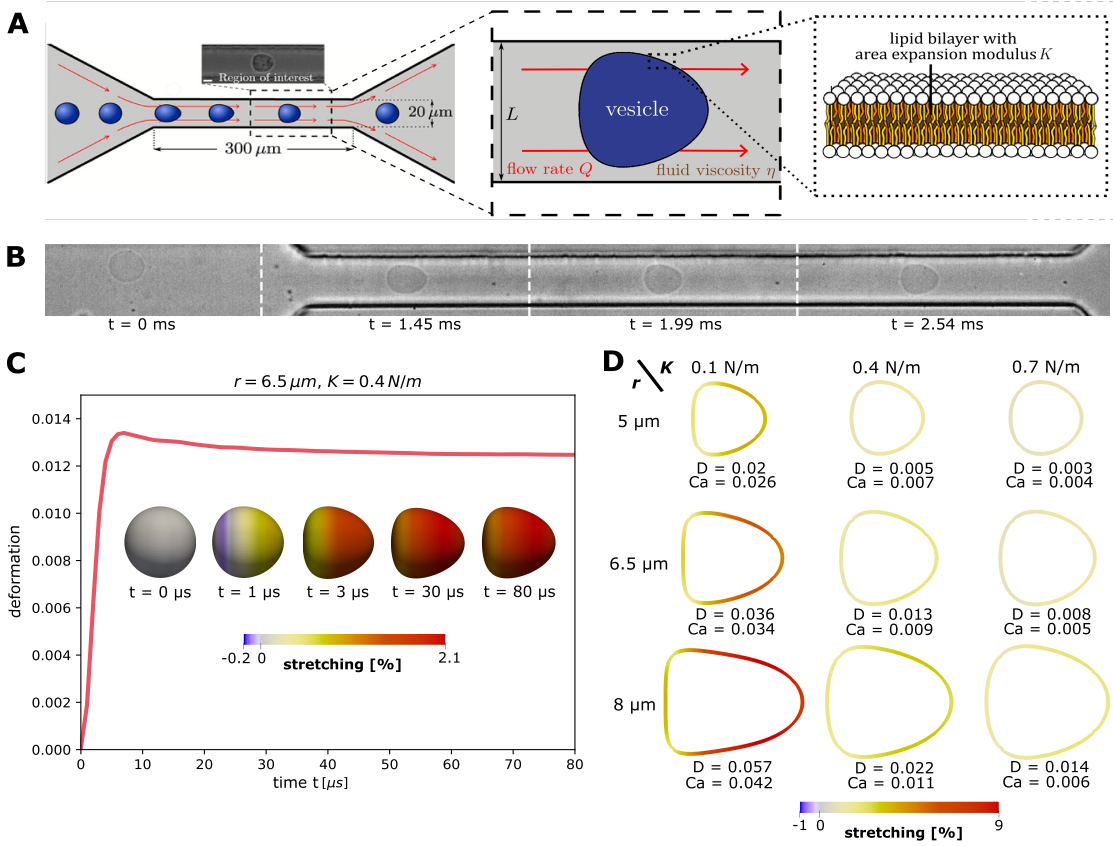 A
Region of interest
20 μm
300 μm
L
vesicle
flow rate Q
fluid viscosity η
lipid bilayer with
area expansion modulus K
B
t = 0 ms
t = 1.45 ms
t = 1.99 ms
t = 2.54 ms
C
r = 6.5 μm, K = 0.4 N/m
0.014
0.012
0.010
0.008
0.006
0.004
0.002
0.000
deformation
t = 0 μs
t = 1 μs
t = 3 μs
t = 30 μs
t = 80 μs
-0.2
0
2.1
stretching [%]
0
10
20
30
40
50
60
70
80
time t [μs]
D
r
K
0.1 N/m
0.4 N/m
0.7 N/m
5 μm
D = 0.02
Ca = 0.026
D = 0.005
Ca = 0.007
D = 0.003
Ca = 0.004
6.5 μm
D = 0.036
Ca = 0.034
D = 0.013
Ca = 0.009
D = 0.008
Ca = 0.005
8 μm
D = 0.057
Ca = 0.042
D = 0.022
Ca = 0.011
D = 0.014
Ca = 0.006
-1
0
9
stretching [%]